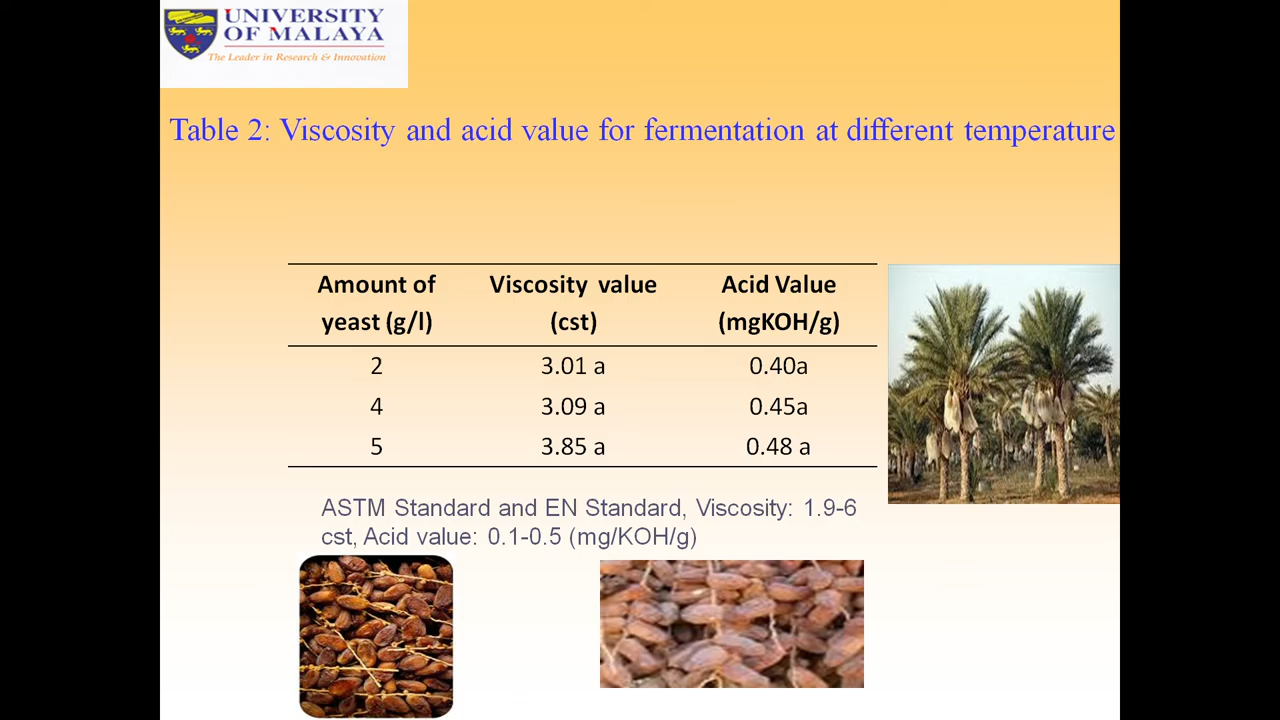 UNIVERSITY
OF MALAYA
The Leader in Research & Innovation
Table 2: Viscosity and acid value for fermentation at different temperature
Amount of yeast (g/l) Viscosity value (cst) Acid Value (mgKOH/g)
2 3.01 a 0.40a
4 3.09 a 0.45a
5 3.85 a 0.48 a
ASTM Standard and EN Standard, Viscosity: 1.9-6
cst, Acid value: 0.1-0.5 (mg/KOH/g)